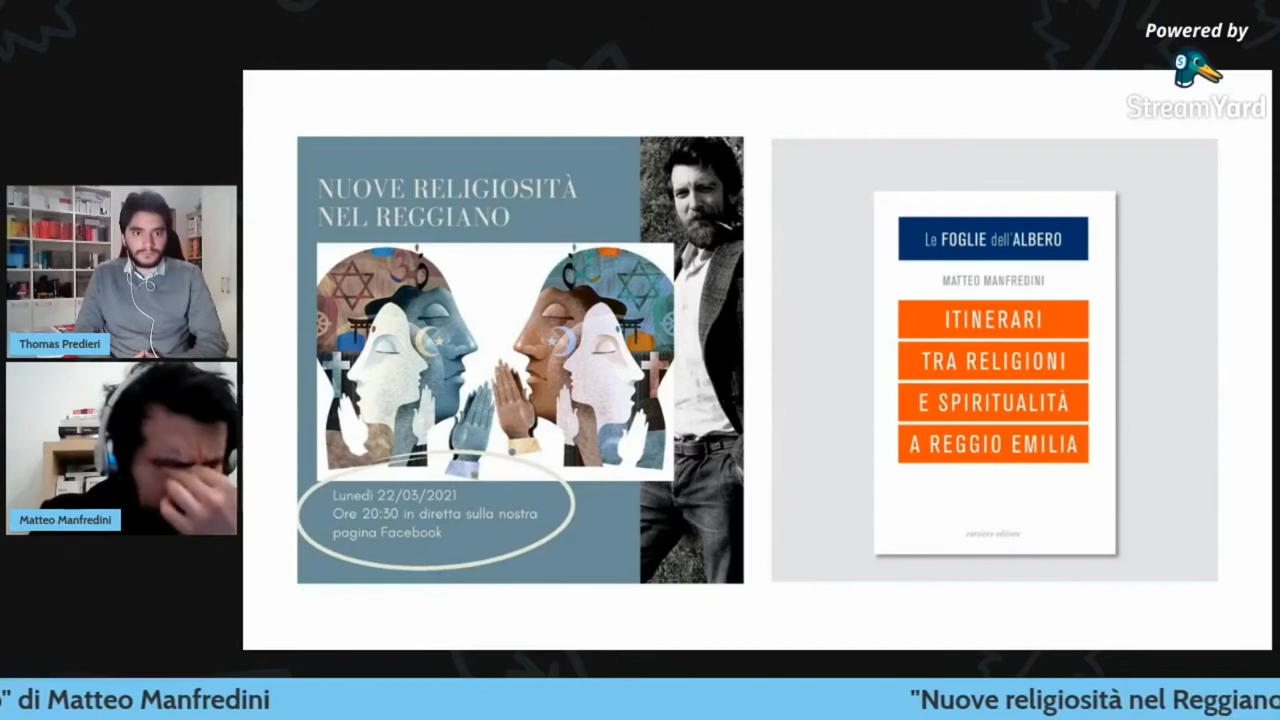 Powered by
StreamYard
NUOVE RELIGIOSITÀ
NEL REGGIANO
Lunedì 22/03/2021
Ore 20:30 in diretta sulla nostra
pagina Facebook
Le FOGLIE dell'ALBERO
MATTEO MANFREDINI
ITINERARI
TRA RELIGIONI
E SPIRITUALITÀ
A REGGIO EMILIA
corsiero editore
Thomas Predieri
Matteo Manfredini
" di Matteo Manfredini
"Nuove religiosità nel Reggiano